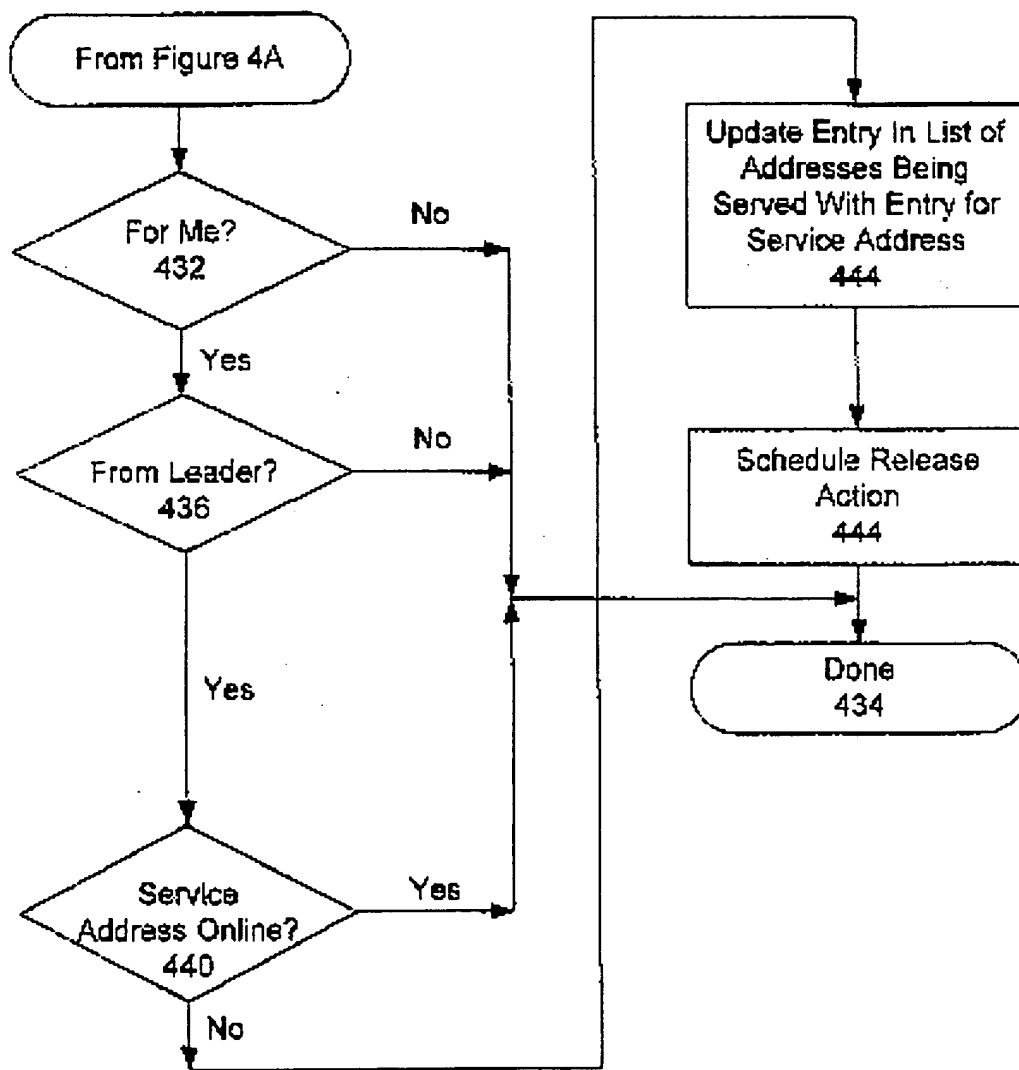 From Figure 4A
For Me?
432
No
Yes
From Leader?
436
No
Yes
Service
Address Online?
440
Yes
No
Update Entry In List of
Addresses Being
Served With Entry for
Service Address
444
Schedule Release
Action
444
Done
434